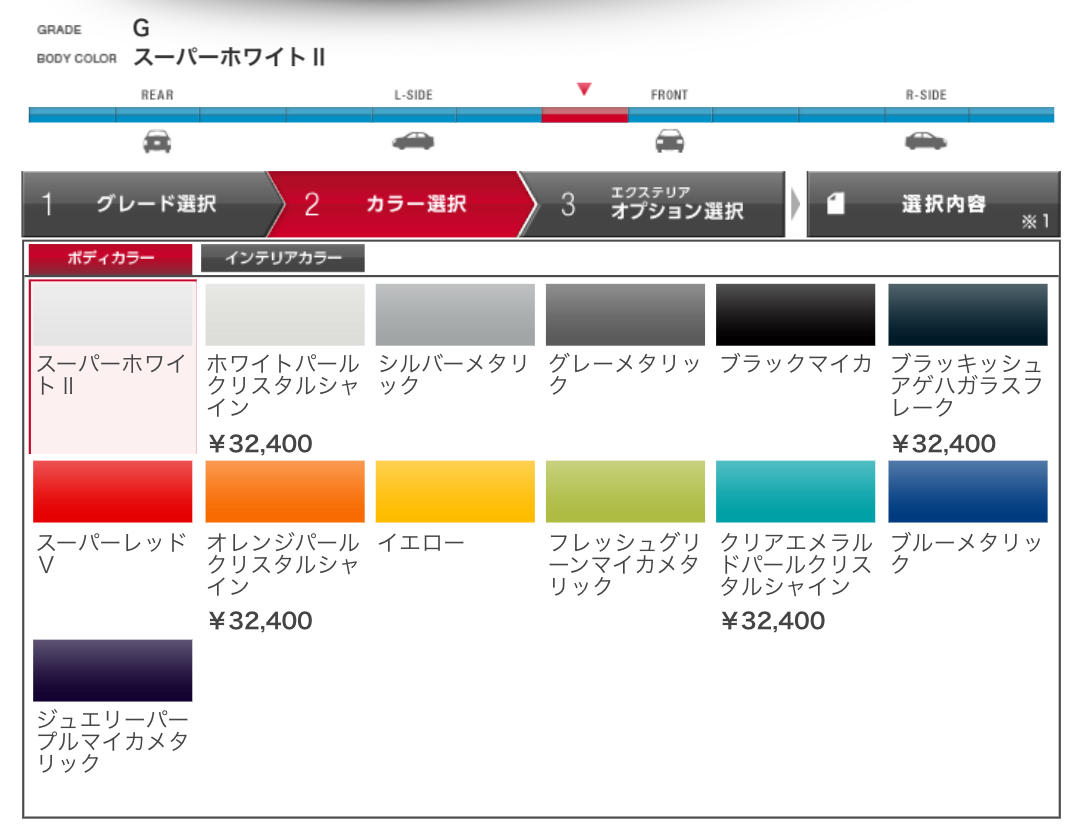 GRADE G
BODY COLOR スーパーホワイトⅡ
REAR L-SIDE FRONT R-SIDE
1 グレード選択
2 カラー選択
3 エクステリア
オプション選択
選択内容
※1
ボディカラー インテリアカラー
スーパーホワイ
トⅡ
ホワイトパール
クリスタルシャ
イン
¥32,400
シルバーメタリ
ック
グレーメタリッ
ク
ブラックマイカ
ブラッキッシュ
アゲハガラスフ
レーク
¥32,400
スーパーレッド
Ⅴ
オレンジパール
クリスタルシャ
イン
¥32,400
イエロー
フレッシュグリ
ーンマイカメタ
リック
クリアエメラル
ドパールクリス
タルシャイン
¥32,400
ブルーメタリッ
ク
ジュエリーパー
プルマイカメタ
リック